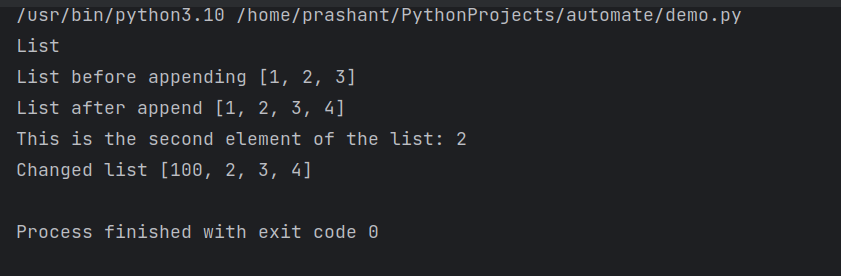 /usr/bin/python3.10 /home/prashant/PythonProjects/automate/demo.py
List
List before appending [1, 2, 3]
List after append [1, 2, 3, 4]
This is the second element of the list: 2
Changed list [100, 2, 3, 4]
Process finished with exit code 0